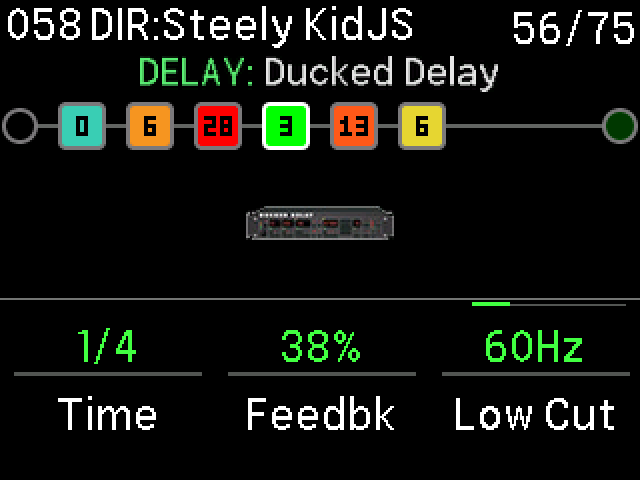 058 DIR:Steely KidJS 56/75
DELAY: Ducked Delay
0 6 28 3 13 6
1/4 38% 60Hz
Time Feedbk Low Cut